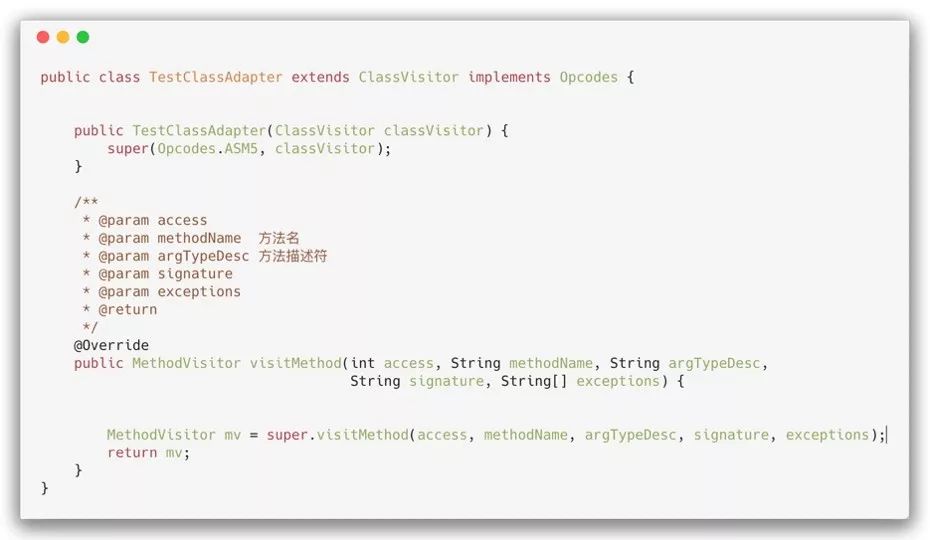 public class TestClassAdapter extends ClassVisitor implements Opcodes {
public TestClassAdapter(ClassVisitor classVisitor) {
super(Opcodes.ASM5, classVisitor);
}
/**
* @param access
* @param methodName  方法名
* @param argTypeDesc 方法描述符
* @param signature
* @param exceptions
* @return
*/
@Override
public MethodVisitor visitMethod(int access, String methodName, String argTypeDesc,
String signature, String[] exceptions) {
MethodVisitor mv = super.visitMethod(access, methodName, argTypeDesc, signature, exceptions);
return mv;
}
}